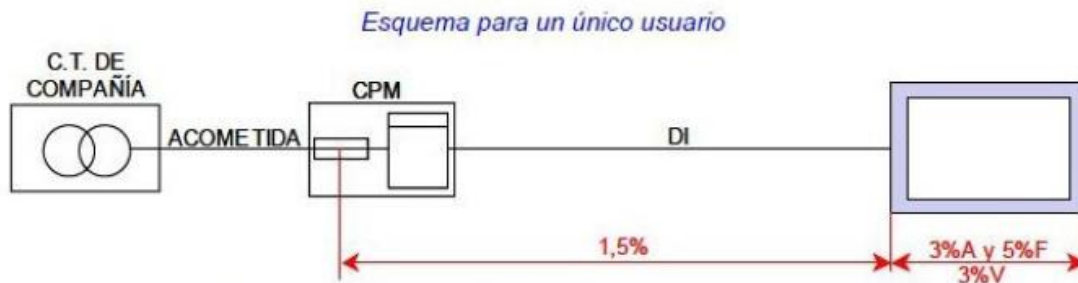 Esquema para un único usuario
C.T. DE
COMPAÑÍA
CPM
ACOMETIDA
DI
1,5%
3%A y 5%F
3%V